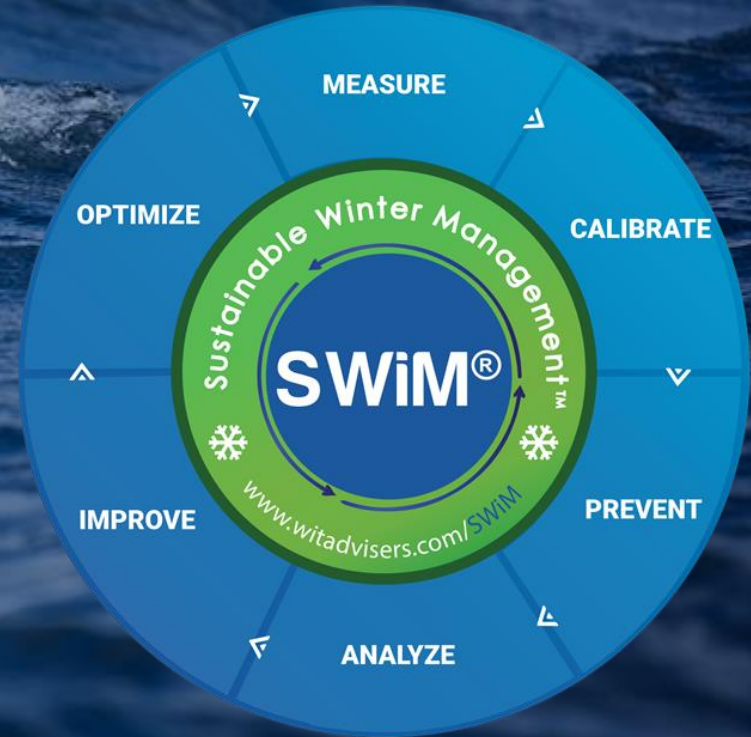 MEASURE
CALIBRATE
PREVENT
ANALYZE
IMPROVE
OPTIMIZE
Sustainable Winter Management™
SWiM®
www.witadvisers.com/SWiM